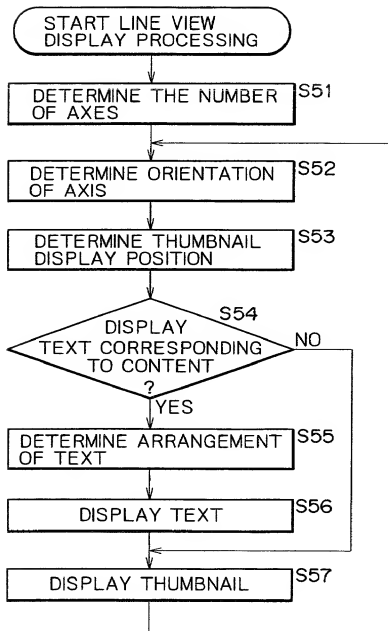 START LINE VIEW
DISPLAY PROCESSING
DETERMINE THE NUMBER
OF AXES
S51
DETERMINE ORIENTATION
OF AXIS
S52
DETERMINE THUMBNAIL
DISPLAY POSITION
S53
S54
DISPLAY
TEXT CORRESPONDING
TO CONTENT
?
NO
YES
DETERMINE ARRANGEMENT
OF TEXT
S55
DISPLAY TEXT
S56
DISPLAY THUMBNAIL
S57